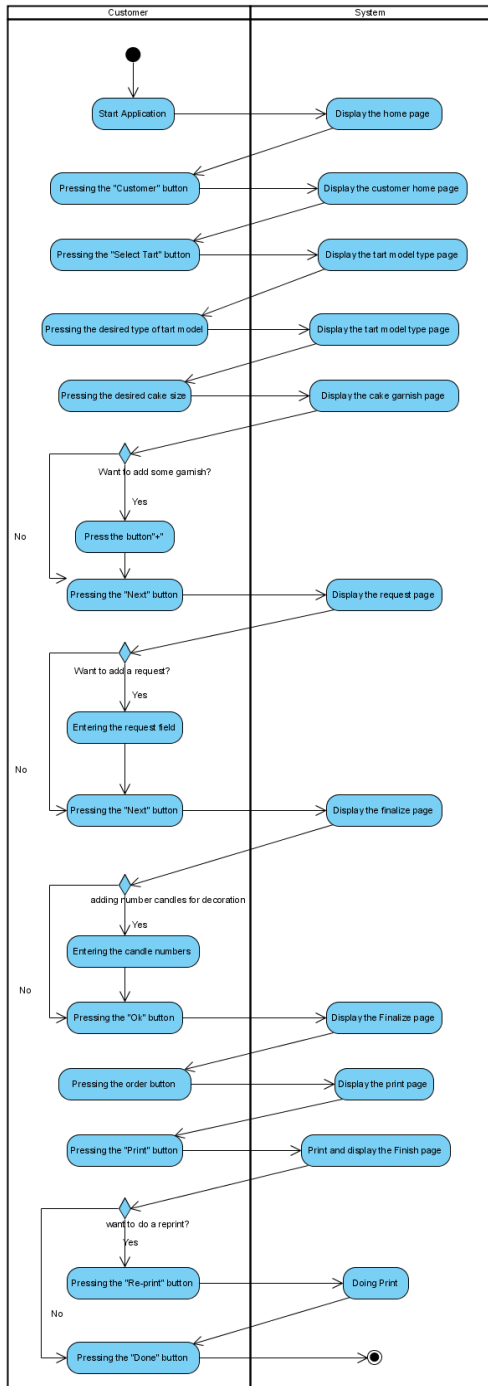 Customer
System
Start Application
Display the home page
Pressing the "Customer" button
Display the customer home page
Pressing the "Select Tart" button
Display the tart model type page
Pressing the desired type of tart model
Display the tart model type page
Pressing the desired cake size
Display the cake garnish page
Want to add some garnish?
Yes
No
Press the button"+"
Pressing the "Next" button
Display the request page
Want to add a request?
Yes
Entering the request field
No
Pressing the "Next" button
Display the finalize page
adding number candles for decoration
Yes
Entering the candle numbers
No
Pressing the "Ok" button
Display the Finalize page
Pressing the order button
Display the print page
Pressing the "Print" button
Print and display the Finish page
want to do a reprint?
Yes
Pressing the "Re-print" button
Doing Print
No
Pressing the "Done" button